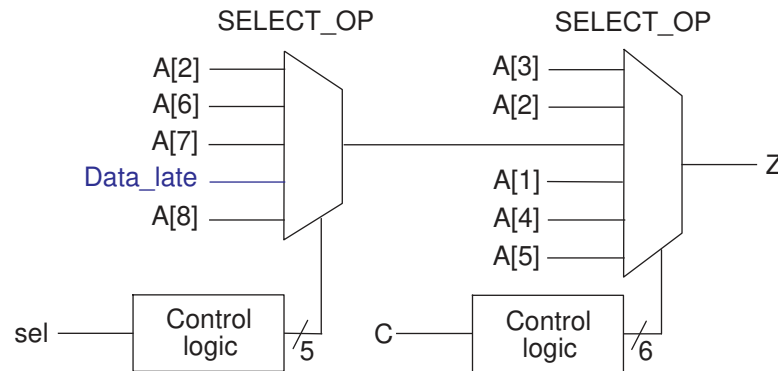 SELECT_OP
SELECT_OP
A[2]
A[6]
A[7]
Data_late
A[8]
A[3]
A[2]
A[1]
A[4]
A[5]
Z
sel
Control
logic
5
C
Control
logic
6